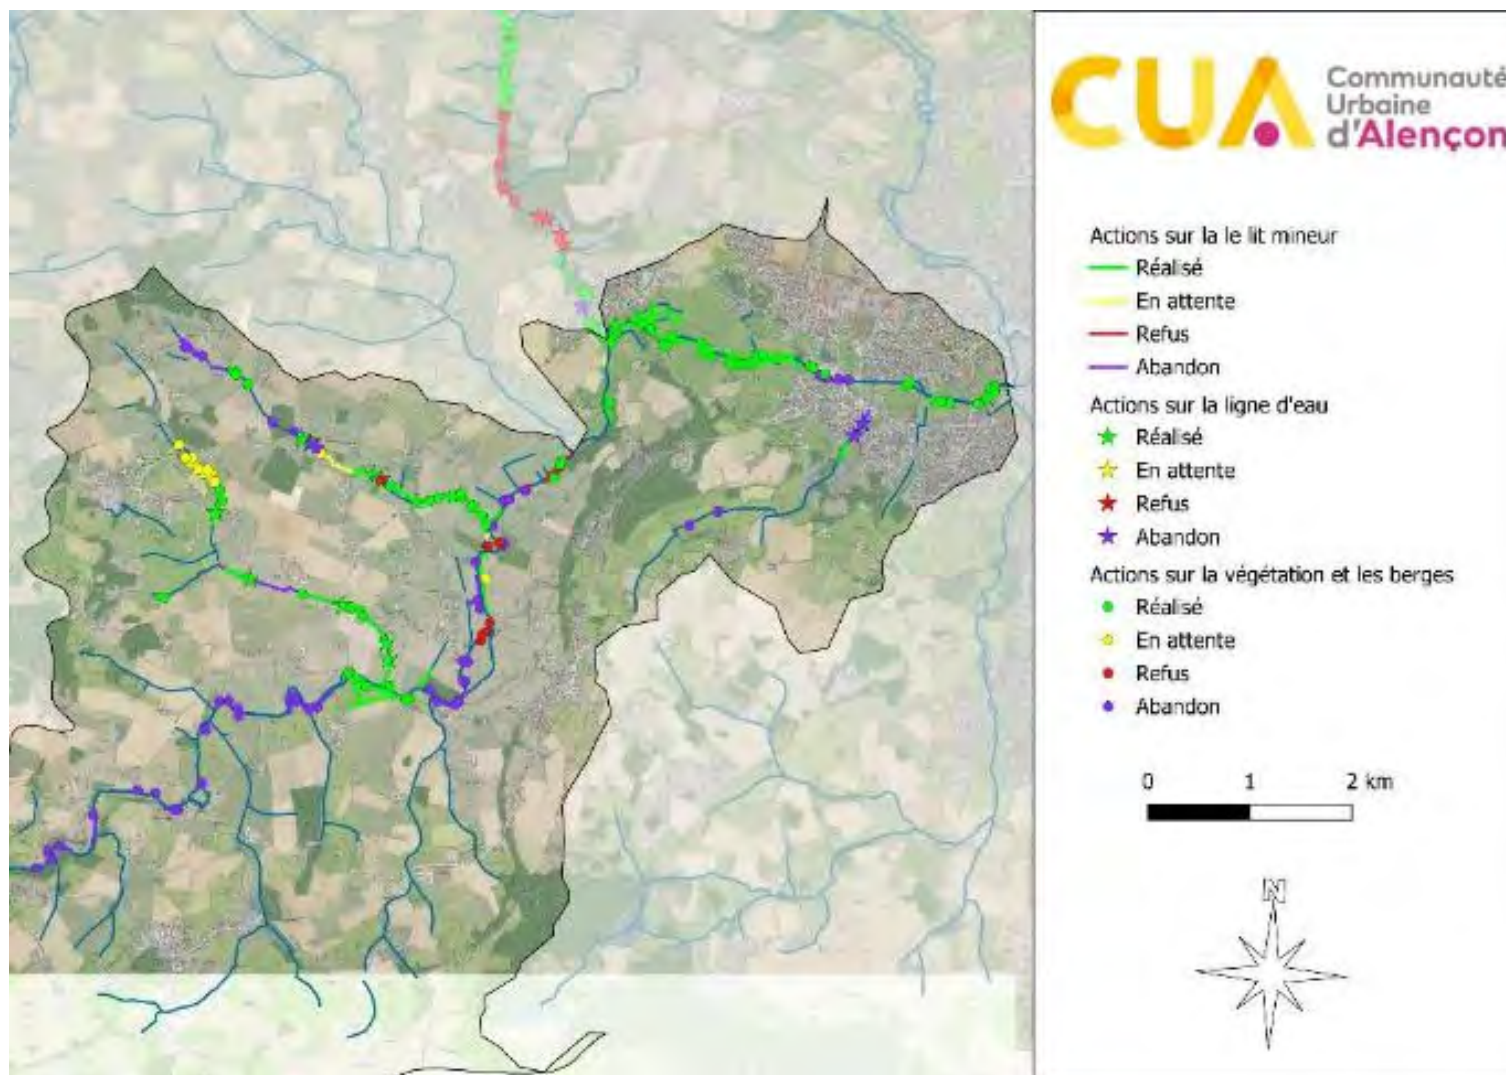 CUA
Communauté
Urbaine
d'Alençon
Actions sur la le lit mineur
Réalisé
En attente
Refus
Abandon
Actions sur la ligne d'eau
Réalisé
En attente
Refus
Abandon
Actions sur la végétation et les berges
Réalisé
En attente
Refus
Abandon
0 1 2 km
N